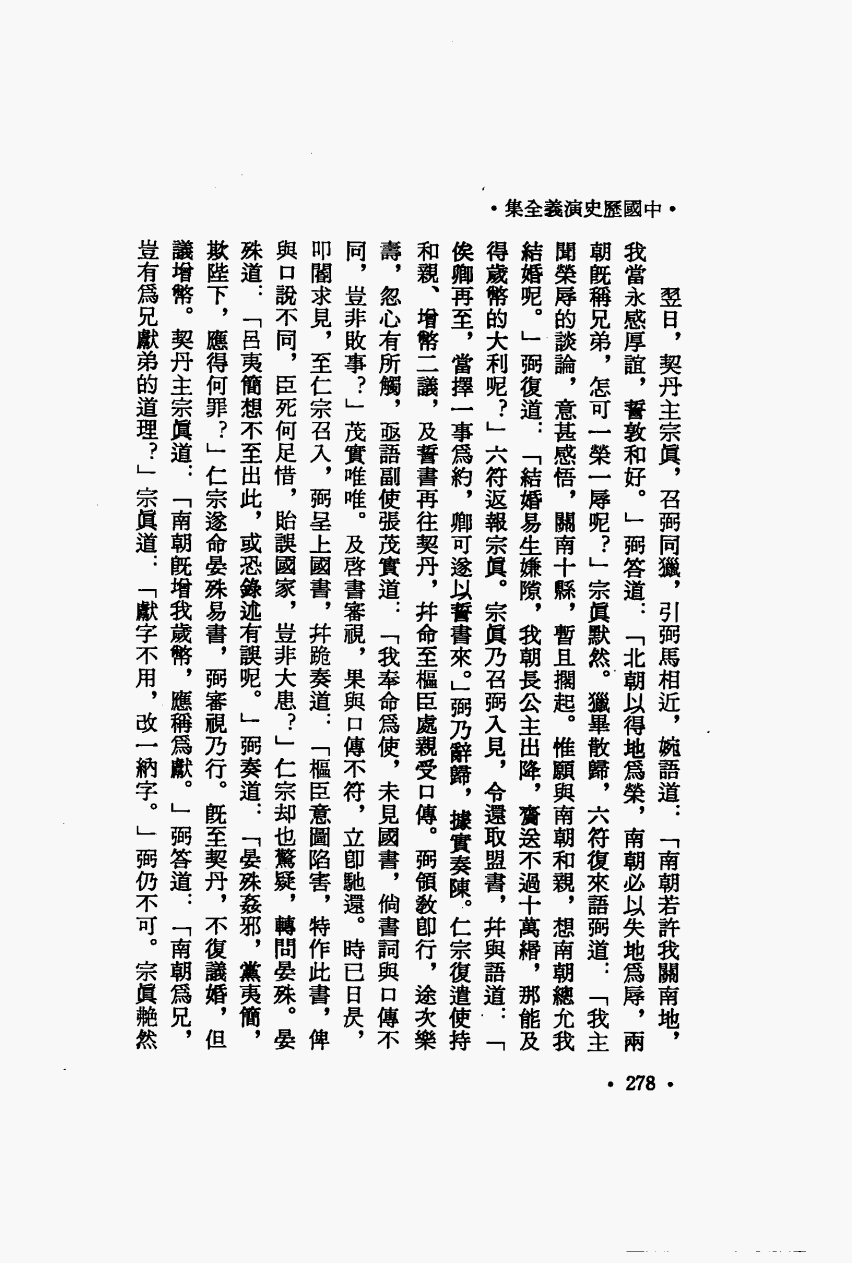 •中國歷史演義全集•
翌日，契丹主宗眞，召弼同獵，引弼馬相近，婉語道：「南朝若許我關南地，
我當永感厚誼，誓敦和好。」弼答道：「北朝以得地爲榮，南朝必以失地爲辱，兩
朝旣稱兄弟，怎可一榮一辱呢？」宗眞默然。獵畢散歸，六符復來語弼道：「我主
聞榮辱的談論，意甚感悟，關南十縣，暫且擱起。惟願與南朝和親，想南朝總允我
結婚呢。」弼復道：「結婚易生嫌隙，我朝長公主出降，齎送不過十萬緡，那能及
得歲幣的大利呢？」六符返報宗眞。宗眞乃召弼入見，令還取盟書，幷與語道：「
俟卿再至，當擇一事爲約，卿可遂以誓書來。」弼乃辭歸，據實奏陳。仁宗復遣使持
和親、增幣二議，及誓書再往契丹，幷命至樞臣處親受口傳。弼領敎卽行，途次樂
壽，忽心有所觸，亟語副使張茂實道：「我奉命爲使，未見國書，倘書詞與口傳不
同，豈非敗事？」茂實唯唯。及啓書審視，果與口傳不符，立卽馳還。時已日昃，
叩閽求見，至仁宗召入，弼呈上國書，幷跪奏道：「樞臣意圖陷害，特作此書，俾
與口說不同，臣死何足惜，貽誤國家，豈非大患？」仁宗却也驚疑，轉問晏殊。晏
殊道：「呂夷簡想不至出此，或恐錄述有誤呢。」弼奏道：「晏殊姦邪，黨夷簡，
欺陛下，應得何罪？」仁宗遂命晏殊易書，弼審視乃行。旣至契丹，不復議婚，但
議增幣。契丹主宗眞道：「南朝旣增我歲幣，應稱爲獻。」弼答道：「南朝爲兄，
豈有爲兄獻弟的道理？」宗眞道：「獻字不用，改一納字。」弼仍不可。宗眞艴然
•278•